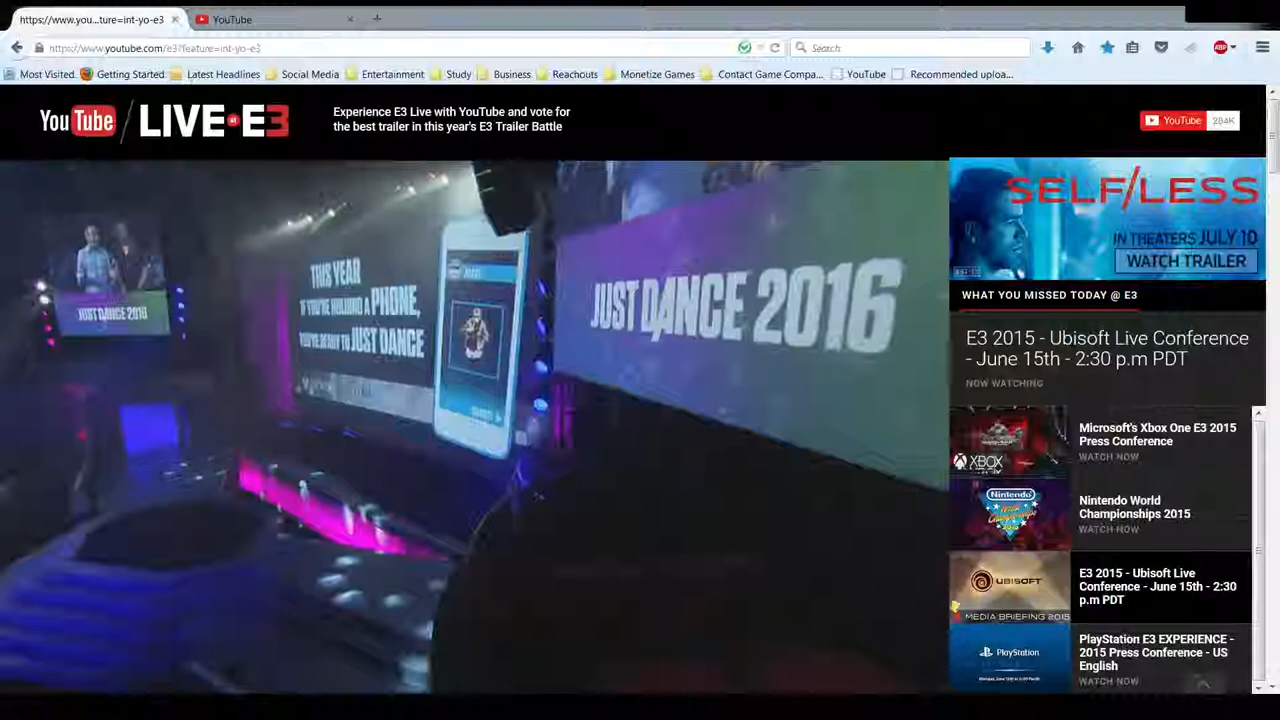 https://www.you...ture=int-yo-e3
YouTube
https://www.youtube.com/e3?feature=int-yo-e3
Search
ABP
Most Visited
Getting Started
Latest Headlines
Social Media
Entertainment
Study
Business
Reachouts
Monetize Games
Contact Game Compa...
YouTube
Recommended uploa...
YouTube / LIVE at E3
Experience E3 Live with YouTube and vote for
the best trailer in this year's E3 Trailer Battle
YouTube 284K
JUST DANCE 2016
THIS YEAR
IF YOU'RE HOLDING A PHONE,
YOU'RE READY TO JUST DANCE
JUST DANCE 2016
SELF/LESS
IN THEATERS JULY 10
WATCH TRAILER
WHAT YOU MISSED TODAY @ E3
E3 2015 - Ubisoft Live Conference
- June 15th - 2:30 p.m PDT
NOW WATCHING
XBOX
Microsoft's Xbox One E3 2015
Press Conference
WATCH NOW
Nintendo
World
Championships
2015
Nintendo World
Championships 2015
WATCH NOW
UBISOFT
MEDIA BRIEFING 2015
E3 2015 - Ubisoft Live
Conference - June 15th - 2:30
p.m PDT
PlayStation
PlayStation E3 EXPERIENCE -
2015 Press Conference - US
English
WATCH NOW